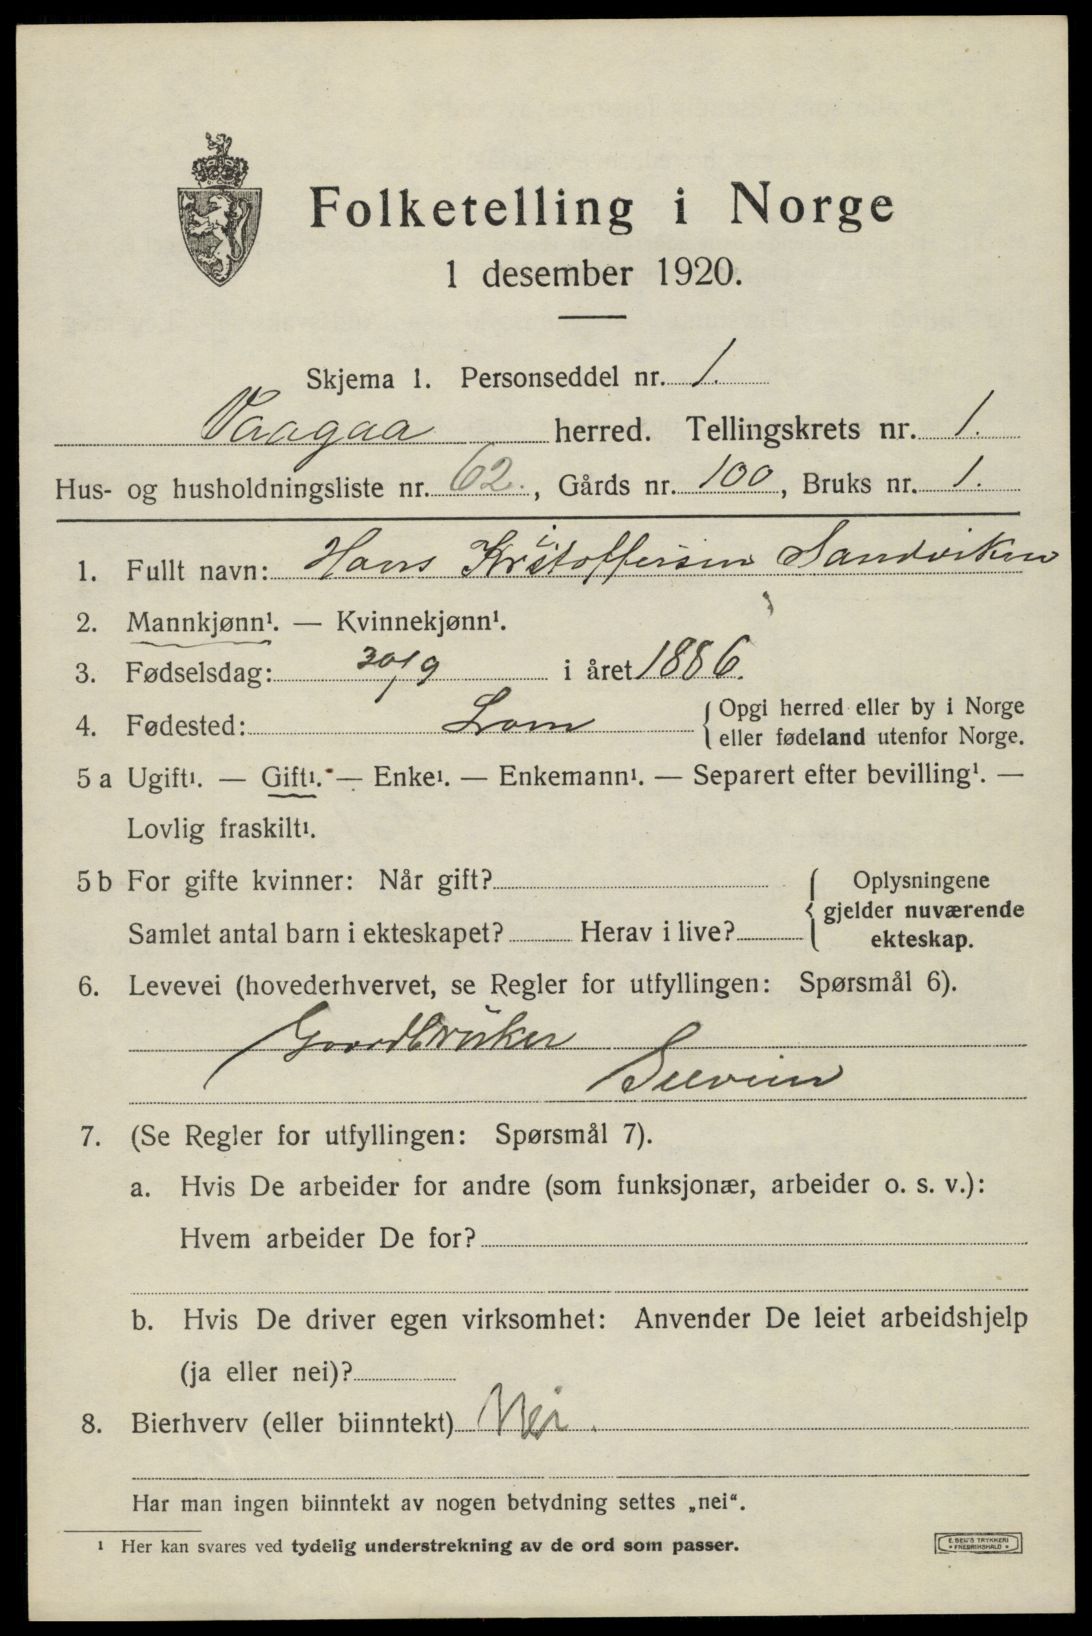 Folketelling i Norge
1 desember 1920.
Skjema 1. Personseddel nr. 1.
Vaagaa herred. Tellingskrets nr. 1.
Hus- og husholdningsliste nr. 62., Gårds nr. 100, Bruks nr. 1.
1. Fullt navn: Hans Kristoffersen Sandviken
2. Mannkjønn¹. — Kvinnekjønn¹.
3. Fødselsdag: 30/9 i året 1886.
4. Fødested: Lom { Opgi herred eller by i Norge
eller fødeland utenfor Norge.
5 a Ugift¹. — Gift¹. — Enke¹. — Enkemann¹. — Separert efter bevilling¹. —
Lovlig fraskilt¹.
5 b For gifte kvinner: Når gift?
Samlet antal barn i ekteskapet? Herav i live?
{ Oplysningene
gjelder nuværende
ekteskap.
6. Levevei (hovederhvervet, se Regler for utfyllingen: Spørsmål 6).
Gaardbrüker
7. (Se Regler for utfyllingen: Spørsmål 7).
a. Hvis De arbeider for andre (som funksjonær, arbeider o. s. v.):
Hvem arbeider De for?
b. Hvis De driver egen virksomhet: Anvender De leiet arbeidshjelp
(ja eller nei)?
8. Bierhverv (eller biinntekt) Nei.
Har man ingen biinntekt av nogen betydning settes „nei“.
¹ Her kan svares ved tydelig understrekning av de ord som passer.
E. SEM'S TRYKKERI
* FREDRIKSHALD *